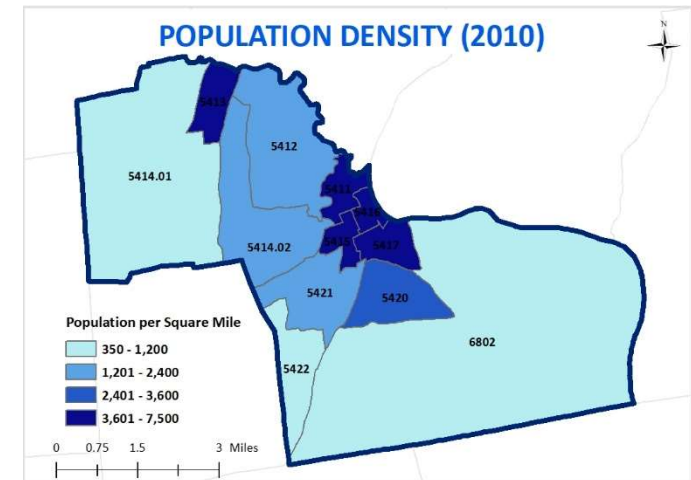 POPULATION DENSITY (2010)
N
5413
5412
5414.01
5411
5416
5415
5417
5414.02
5421
5420
6802
5422
Population per Square Mile
350 - 1,200
1,201 - 2,400
2,401 - 3,600
3,601 - 7,500
0 0.75 1.5 3 Miles